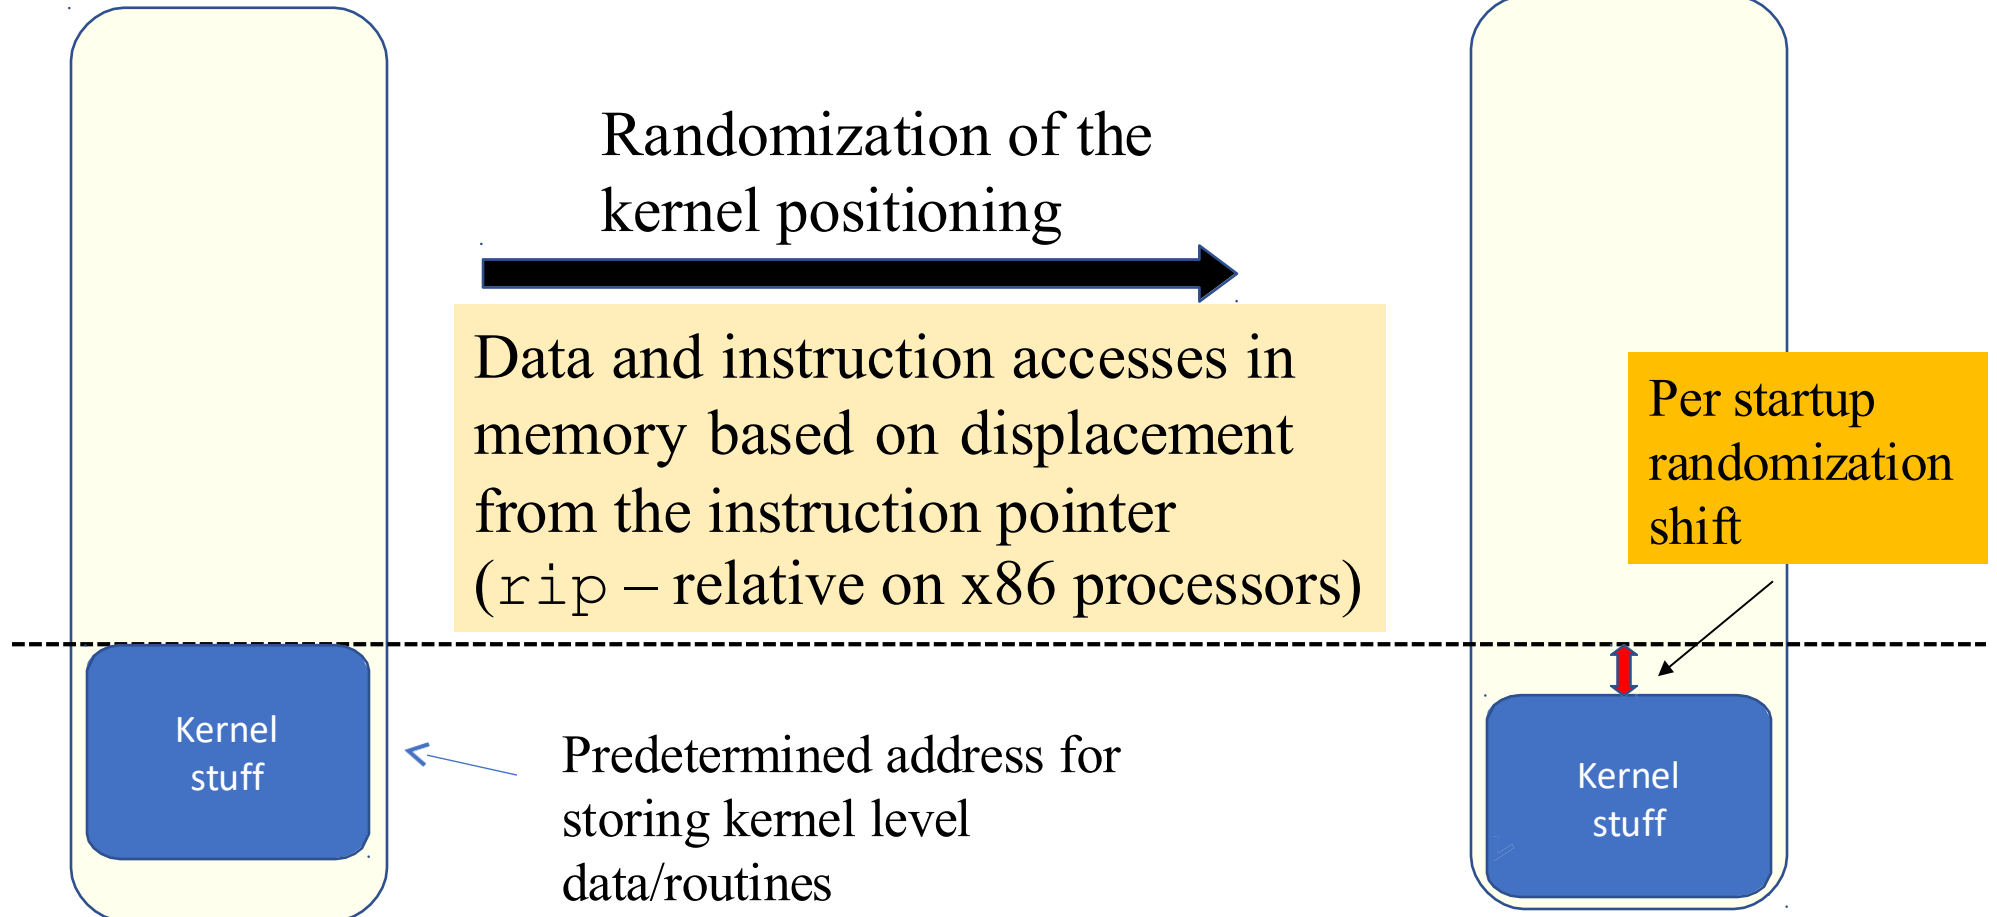 Randomization of the
kernel positioning
Data and instruction accesses in
memory based on displacement
from the instruction pointer
(rip – relative on x86 processors)
Per startup
randomization
shift
Kernel
stuff
Predetermined address for
storing kernel level
data/routines
Kernel
stuff